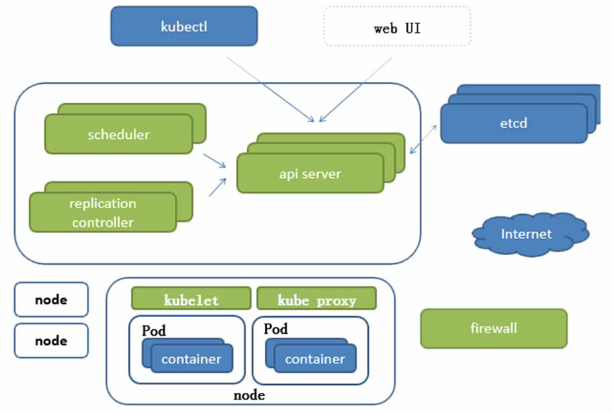 kubectl
web UI
scheduler
etcd
api server
replication
controller
Internet
node
node
kubelet
kube proxy
Pod
Pod
container
container
node
firewall